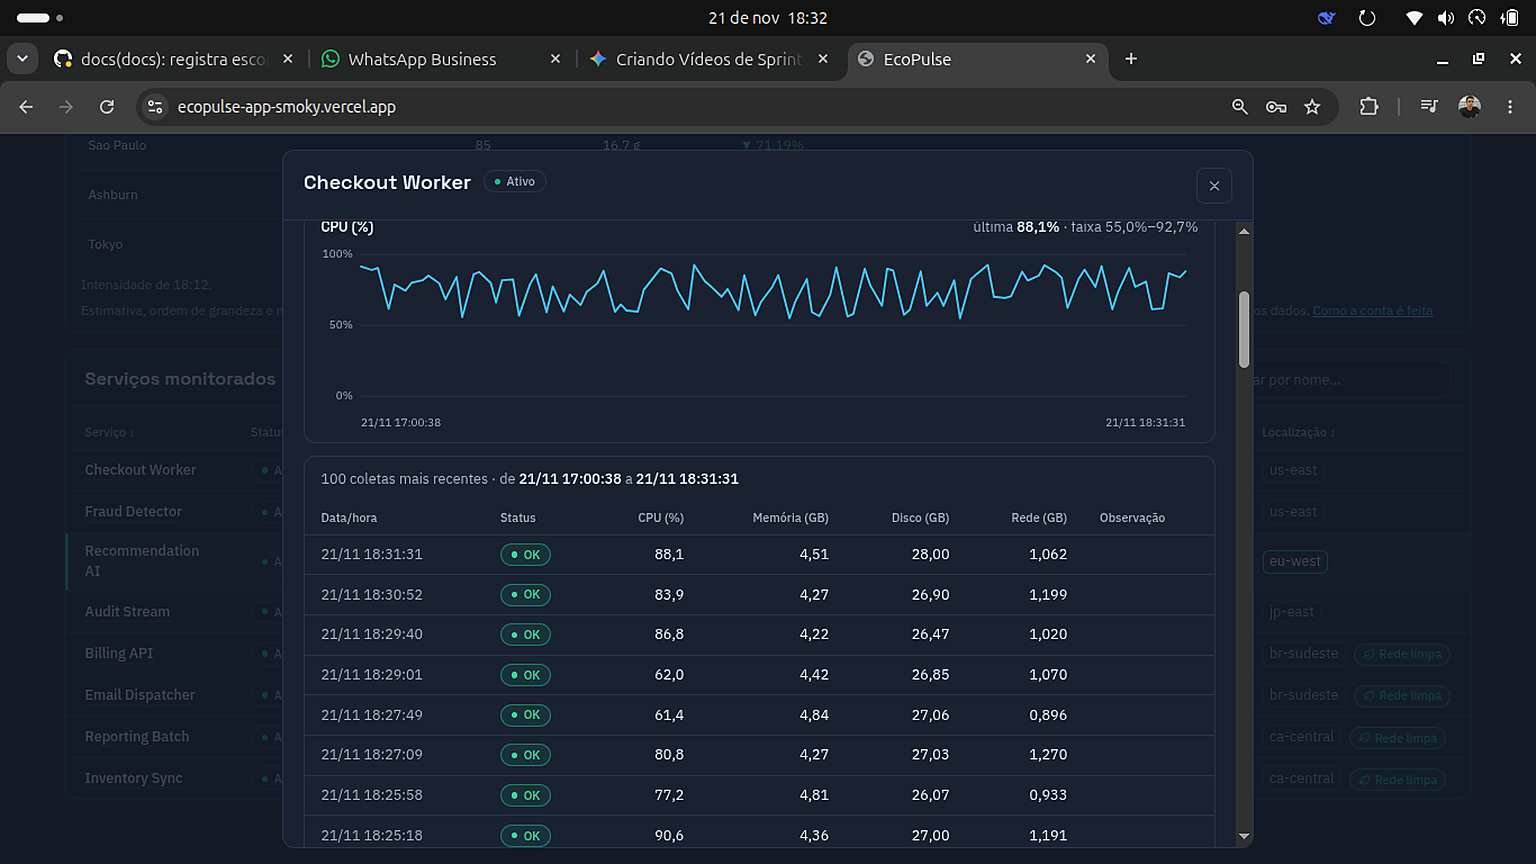 21 de nov 18:32
docs(docs): registra esco
WhatsApp Business
Criando Vídeos de Sprint
EcoPulse
ecopulse-app-smoky.vercel.app
Sao Paulo 85 16,7 g ▼ 71,19%
Ashburn
Tokyo
Intensidade de 18:12.
Estimativa, ordem de grandeza e n
os dados. Como a conta é feita
Serviços monitorados
ar por nome...
Serviço ↕ Status Localização ↕
Checkout Worker A us-east
Fraud Detector A us-east
Recommendation AI A eu-west
Audit Stream A jp-east
Billing API A br-sudeste Rede limpa
Email Dispatcher A br-sudeste Rede limpa
Reporting Batch A ca-central Rede limpa
Inventory Sync A ca-central Rede limpa
Checkout Worker Ativo
CPU (%) última 88,1% · faixa 55,0%–92,7%
100%
50%
0%
21/11 17:00:38 21/11 18:31:31
100 coletas mais recentes · de 21/11 17:00:38 a 21/11 18:31:31
Data/hora Status CPU (%) Memória (GB) Disco (GB) Rede (GB) Observação
21/11 18:31:31 OK 88,1 4,51 28,00 1,062
21/11 18:30:52 OK 83,9 4,27 26,90 1,199
21/11 18:29:40 OK 86,8 4,22 26,47 1,020
21/11 18:29:01 OK 62,0 4,42 26,85 1,070
21/11 18:27:49 OK 61,4 4,84 27,06 0,896
21/11 18:27:09 OK 80,8 4,27 27,03 1,270
21/11 18:25:58 OK 77,2 4,81 26,07 0,933
21/11 18:25:18 OK 90,6 4,36 27,00 1,191